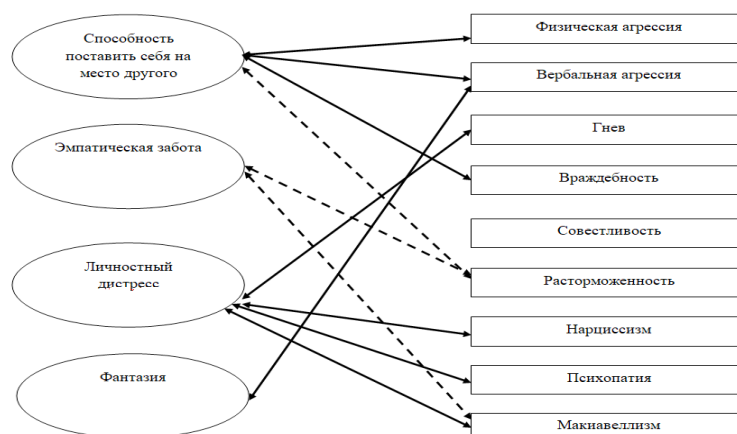 Способность
поставить себя на
место другого
Эмпатическая забота
Личностный
дистресс
Фантазия
Физическая агрессия
Вербальная агрессия
Гнев
Враждебность
Совестливость
Расторможенность
Нарциссизм
Психопатия
Макиавеллизм